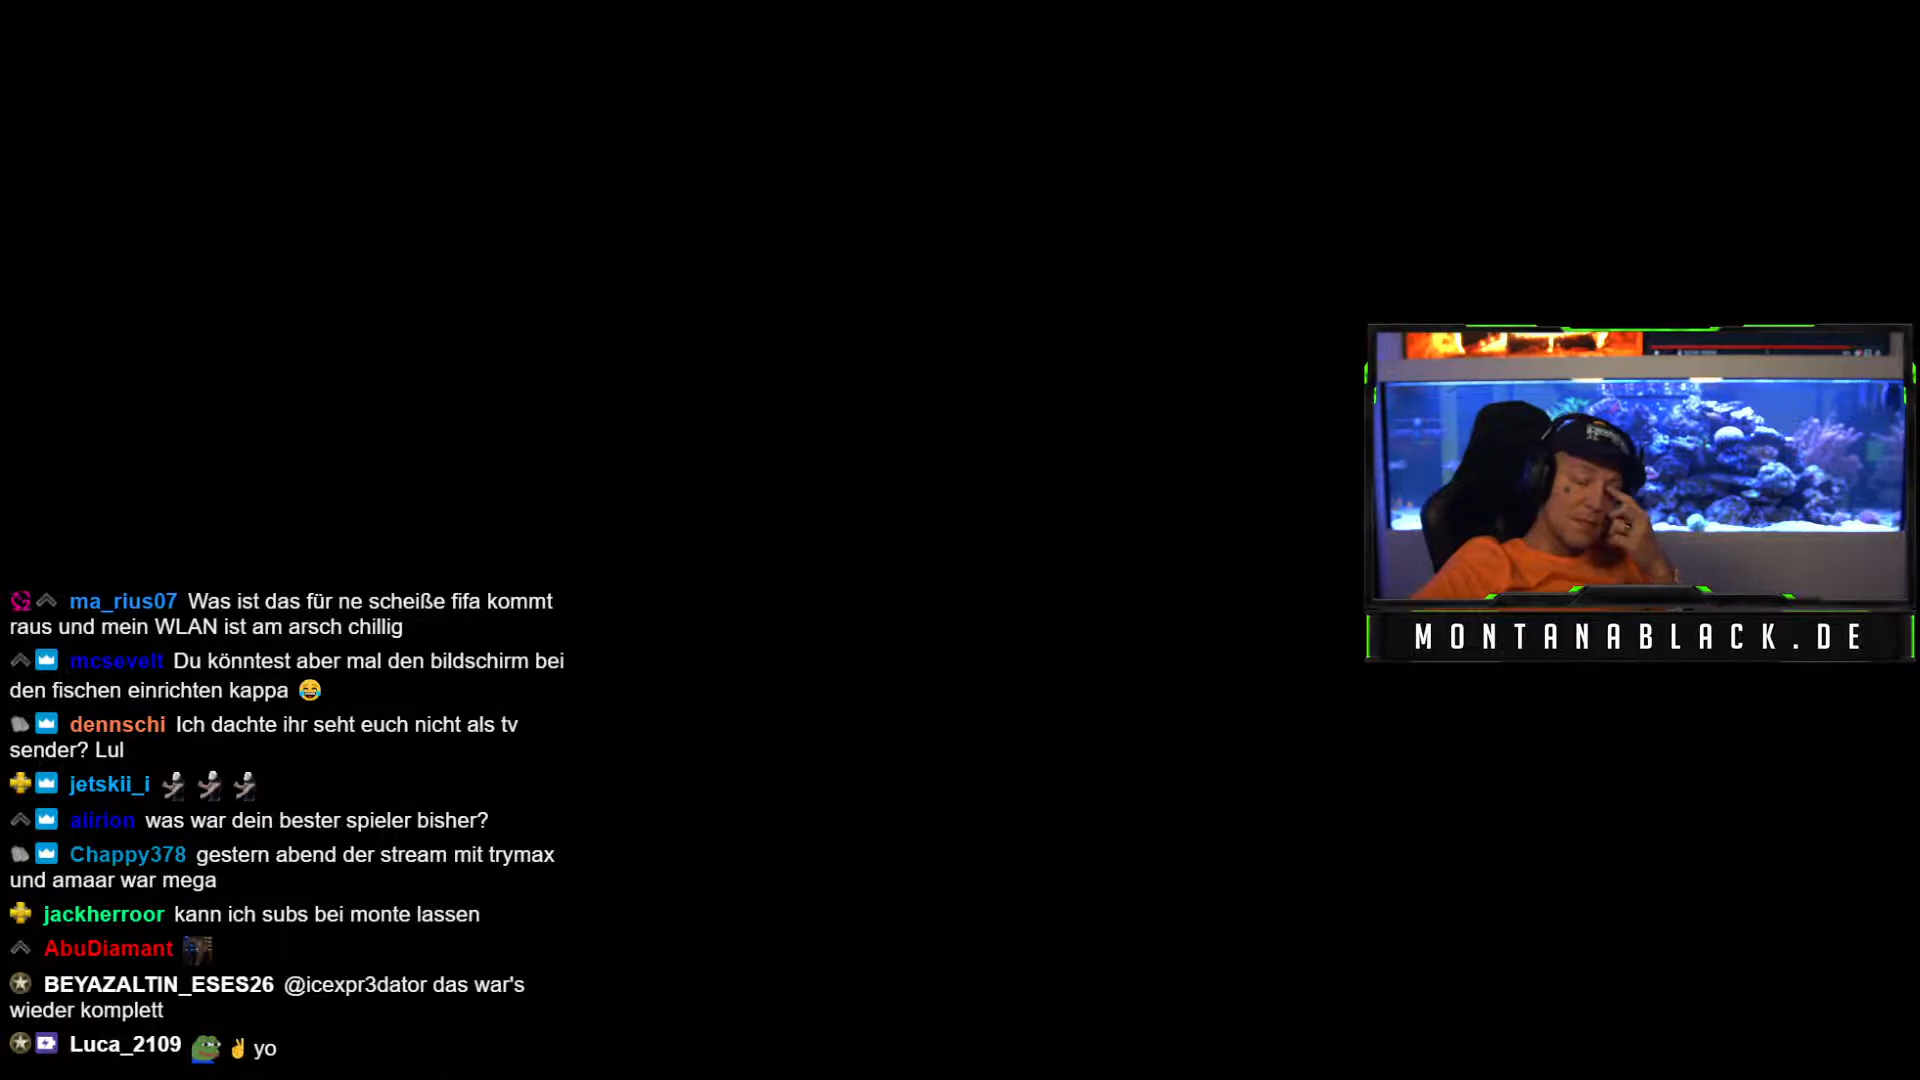 ma_rius07 Was ist das für ne scheiße fifa kommt
raus und mein WLAN ist am arsch chillig
mcsevelt Du könntest aber mal den bildschirm bei
den fischen einrichten kappa 😂
dennschi Ich dachte ihr seht euch nicht als tv
sender? Lul
jetskii_i
alirion was war dein bester spieler bisher?
Chappy378 gestern abend der stream mit trymax
und amaar war mega
jackherroor kann ich subs bei monte lassen
AbuDiamant
BEYAZALTIN_ESES26 @icexpr3dator das war's
wieder komplett
Luca_2109 ✌ yo
MONTANABLACK.DE